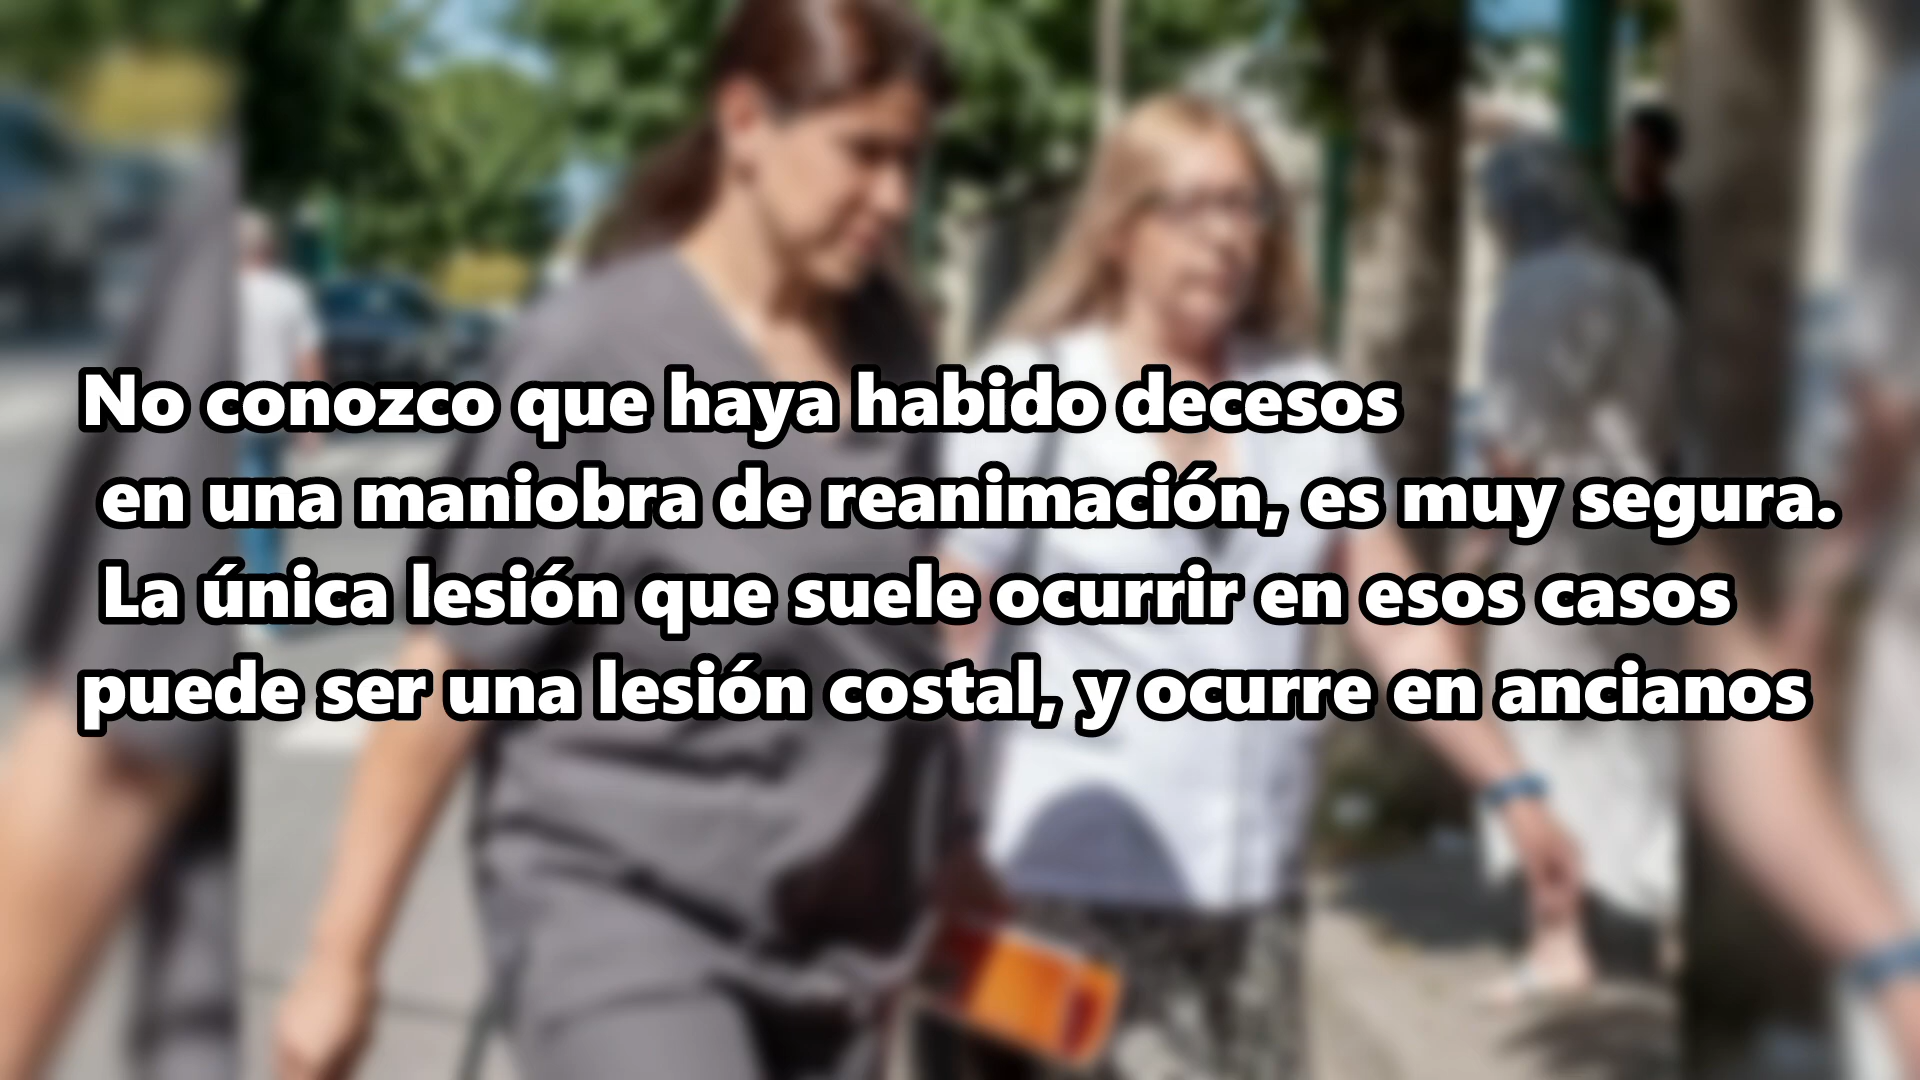 No conozco que haya habido decesos
en una maniobra de reanimación, es muy segura.
La única lesión que suele ocurrir en esos casos
puede ser una lesión costal, y ocurre en ancianos